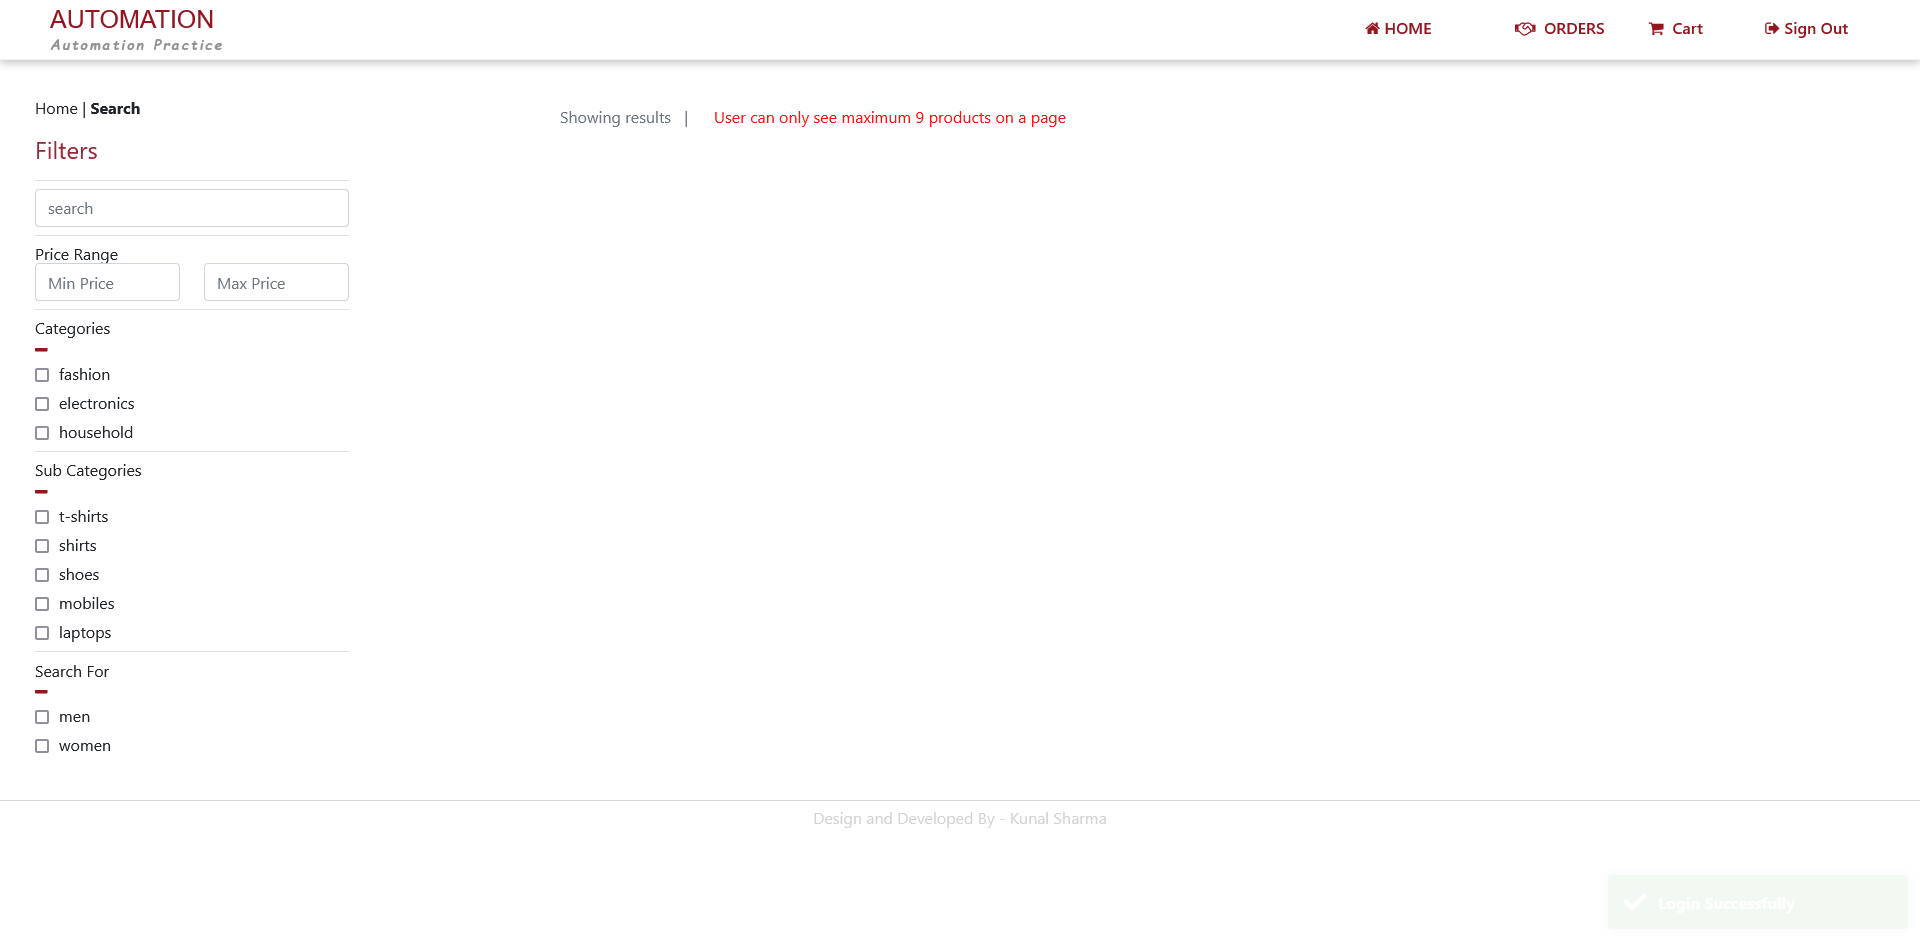 AUTOMATION
Automation Practice
HOME
ORDERS
Cart
Sign Out
Home | Search
Showing results |
User can only see maximum 9 products on a page
Filters
search
Price Range
Min Price
Max Price
Categories
fashion
electronics
household
Sub Categories
t-shirts
shirts
shoes
mobiles
laptops
Search For
men
women
Design and Developed By - Kunal Sharma
Login Successfully